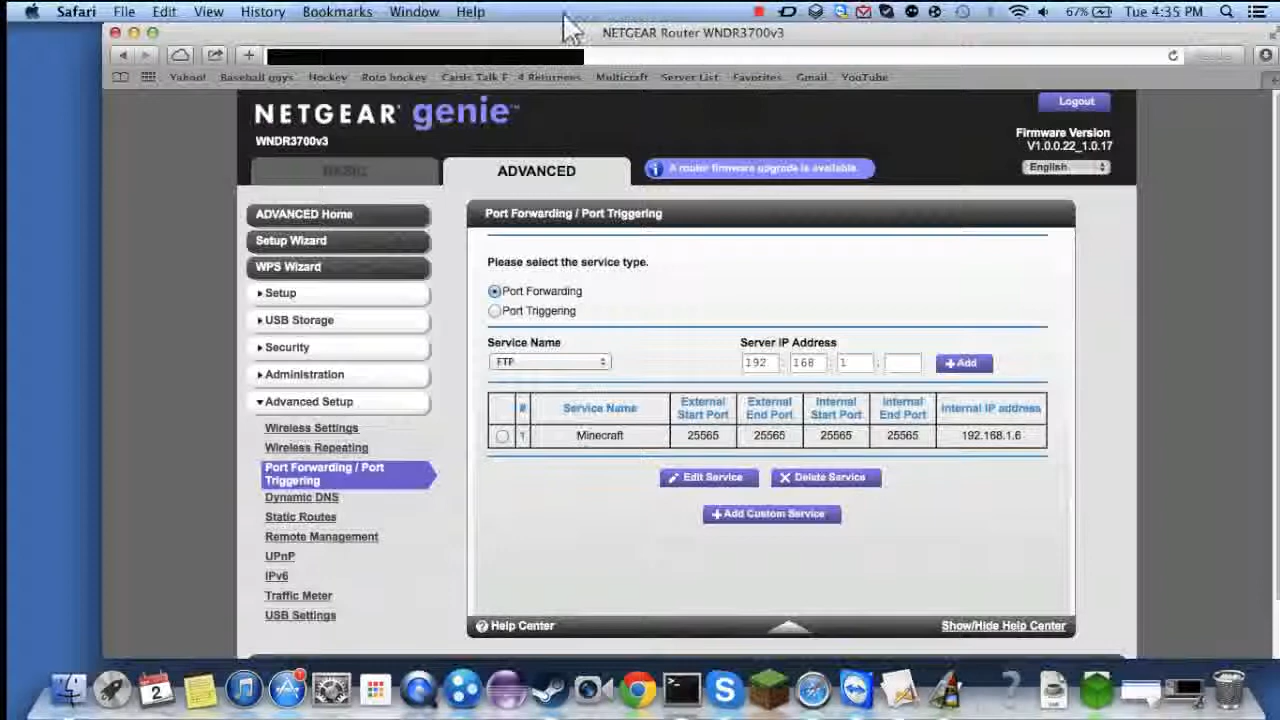 Safari File Edit View History Bookmarks Window Help 67% Tue 4:35 PM
NETGEAR Router WNDR3700v3
Yahoo! Baseball guys Hockey Roto hockey Cards Talk F 4 Returnees Multicraft Server List Favorites Gmail YouTube
NETGEAR® genie™
Logout
WNDR3700v3
Firmware Version
V1.0.0.22_1.0.17
English
BASIC
ADVANCED
A router firmware upgrade is available.
ADVANCED Home
Setup Wizard
WPS Wizard
Setup
USB Storage
Security
Administration
Advanced Setup
Wireless Settings
Wireless Repeating
Port Forwarding / Port
Triggering
Dynamic DNS
Static Routes
Remote Management
UPnP
IPv6
Traffic Meter
USB Settings
Port Forwarding / Port Triggering
Please select the service type.
Port Forwarding
Port Triggering
Service Name Server IP Address
FTP 192 . 168 . 1 . + Add
# Service Name External Start Port External End Port Internal Start Port Internal End Port Internal IP address
1 Minecraft 25565 25565 25565 25565 192.168.1.6
Edit Service X Delete Service
+ Add Custom Service
Help Center Show/Hide Help Center
2
1